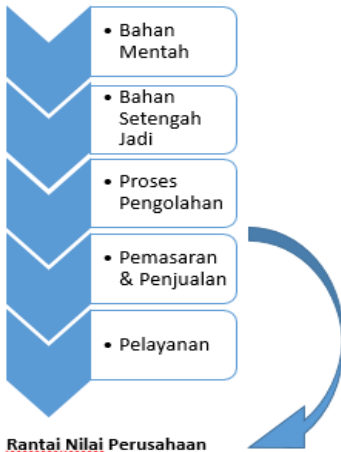 • Bahan
Mentah
• Bahan
Setengah
Jadi
• Proses
Pengolahan
• Pemasaran
& Penjualan
• Pelayanan
Rantai Nilai Perusahaan